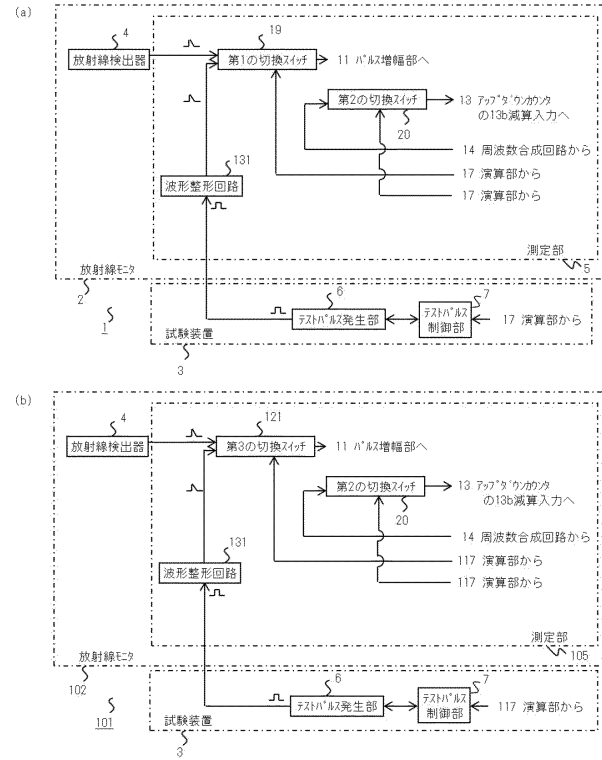 (a)
4
19
放射線検出器
第1の切換スイッチ
11 パルス増幅部へ
第2の切換スイッチ
13 アップダウンカウンタ
の13b減算入力へ
20
14 周波数合成回路から
131
17 演算部から
波形整形回路
17 演算部から
測定部
放射線モニタ
5
2
6
7
1
テストパルス発生部
テストパルス
制御部
17 演算部から
試験装置
3
(b)
4
121
放射線検出器
第3の切換スイッチ
11 パルス増幅部へ
第2の切換スイッチ
13 アップダウンカウンタ
の13b減算入力へ
20
14 周波数合成回路から
131
117 演算部から
波形整形回路
117 演算部から
測定部
放射線モニタ
105
102
6
7
101
テストパルス発生部
テストパルス
制御部
117 演算部から
試験装置
3